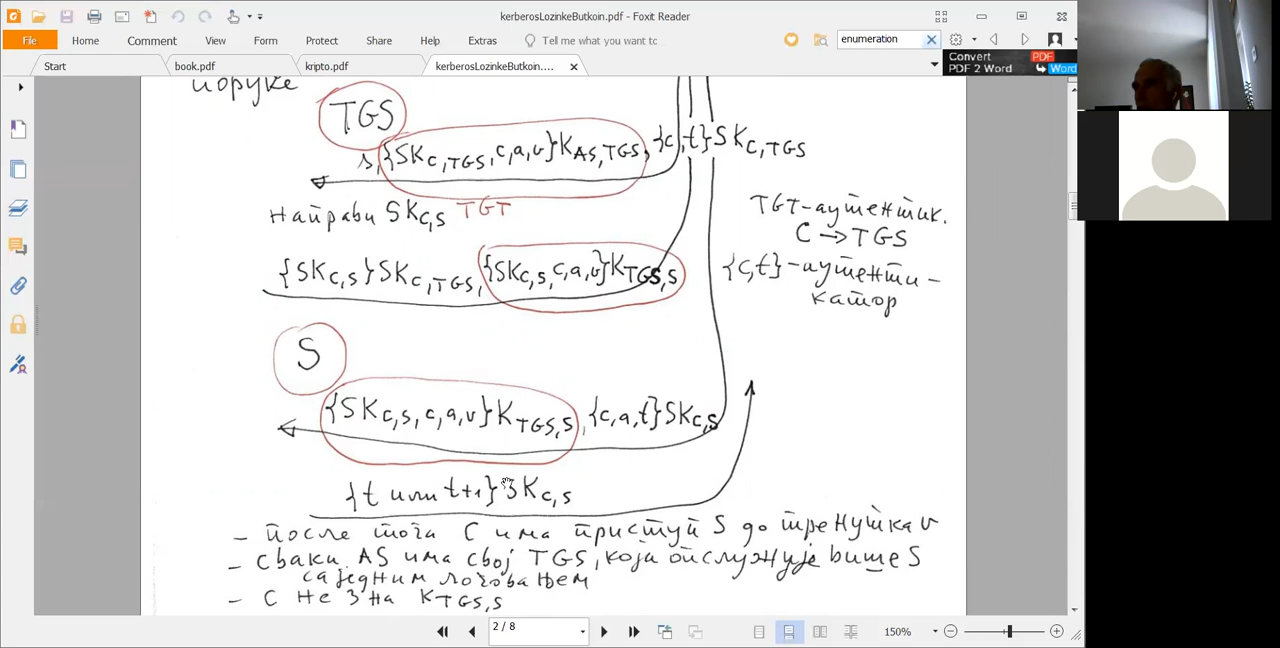 kerberosLozinkeButkoin.pdf - Foxit Reader
File Home Comment View Form Protect Share Help Extras Tell me what you want tc enumeration
Convert PDF
PDF 2 Word Word
Start book.pdf kripto.pdf kerberosLozinkeButkoin....
поруке
TGS
s, {SKC,TGS, c, a, v}KAS,TGS, {c, t}SKC,TGS
TGT
направи SKC,S
TGT-аутентик.
C → TGS
{c,t}-аутенти-
катор
{SKC,S}SKC,TGS, {SKC,S, c, a, v}KTGS,S
S
{SKC,S, c, a, v}KTGS,S, {c, a, t}SKC,S
{t или t+1}SKC,S
- после тога C има приступ S до тренутка v
- сваки AS има свој TGS, који опслужује више S
са једним логовањем
- C не зна KTGS,S
2 / 8
150%